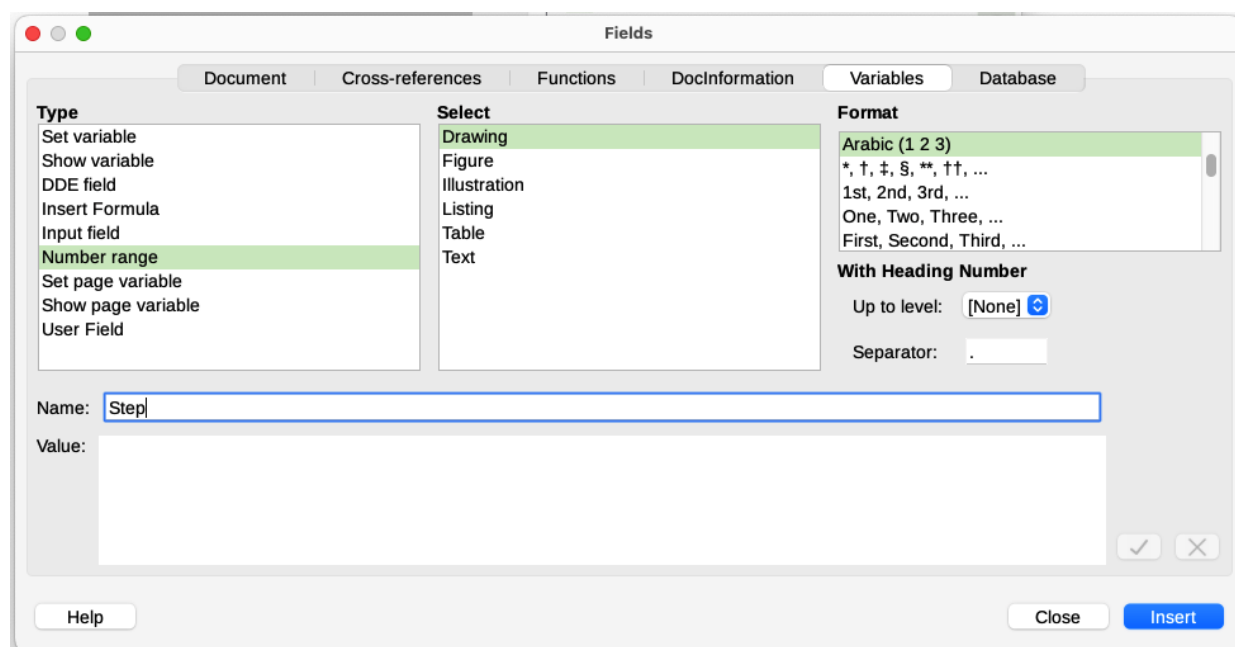 Fields
Document Cross-references Functions DocInformation Variables Database
Type
Set variable
Show variable
DDE field
Insert Formula
Input field
Number range
Set page variable
Show page variable
User Field
Select
Drawing
Figure
Illustration
Listing
Table
Text
Format
Arabic (1 2 3)
*, †, ‡, §, **, ††, ...
1st, 2nd, 3rd, ...
One, Two, Three, ...
First, Second, Third, ...
With Heading Number
Up to level: [None]
Separator: .
Name: Step
Value:
Help Close Insert